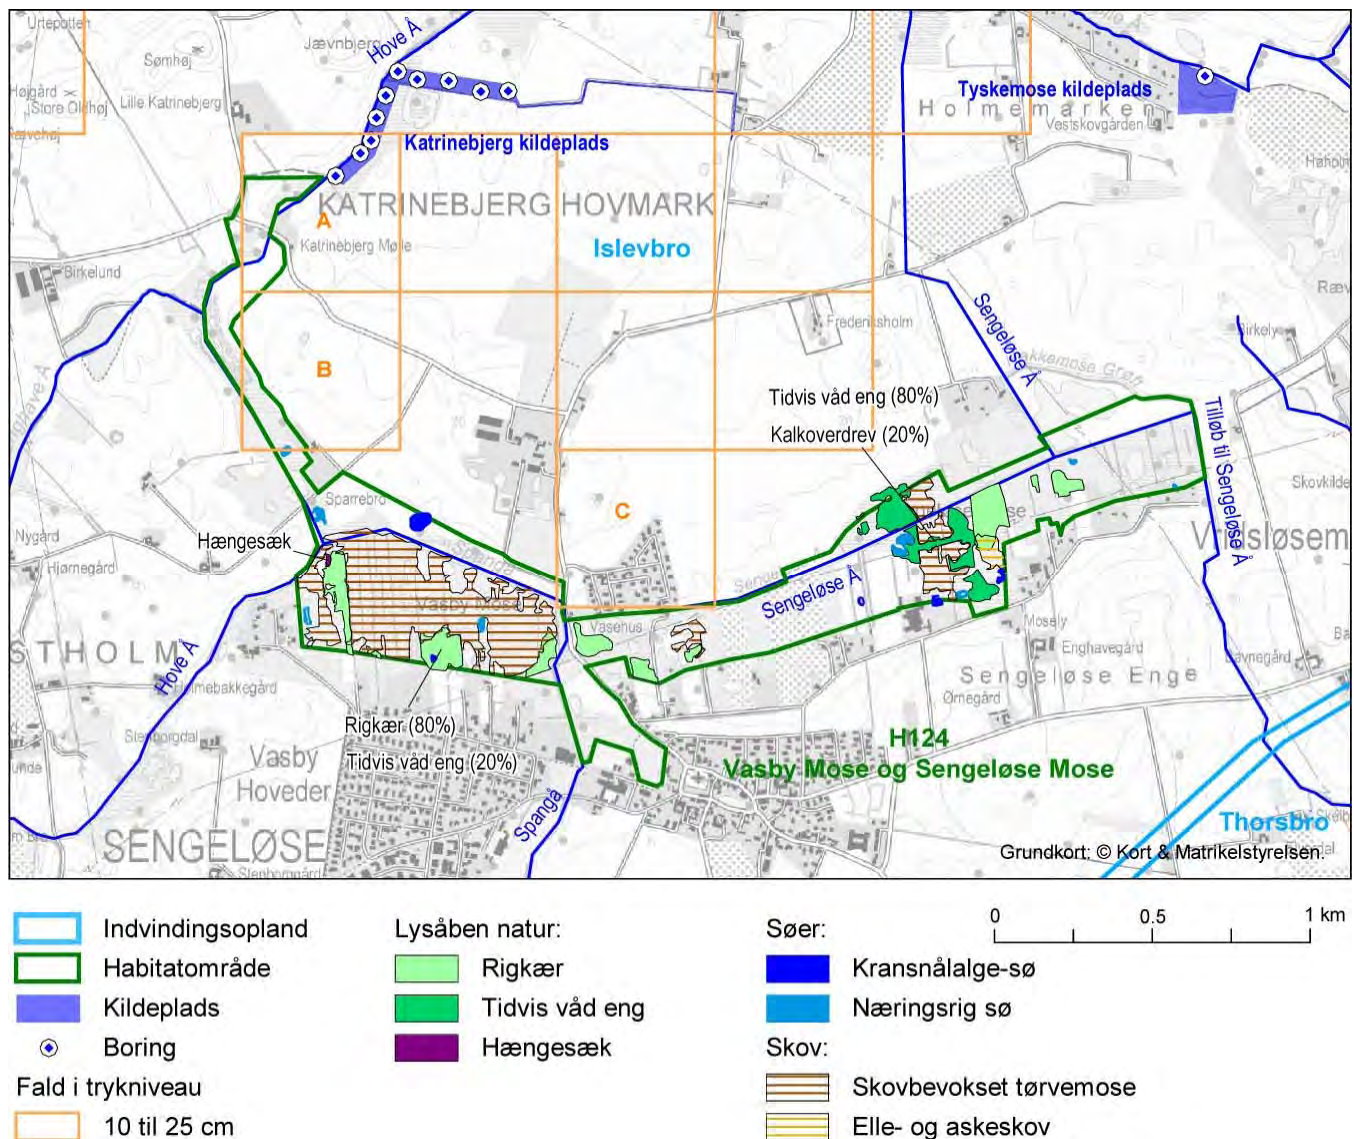 Urtepotten
Sømhøj
Jævnbjerg
Hove Å
Højgård
Store Oldhøj
Lille Katrinebjerg
Tyskemose kildeplads
Holmemarken
Vestskovgården
Katrinebjerg kildeplads
KATRINEBJERG HOVMARK
A
Katrinebjerg Mølle
Islevbro
Birkelund
Sengeløse Å
Frederiksholm
B
Tidvis våd eng (80%)
Kalkoverdrev (20%)
Tilløb til Sengeløse Å
Skovkilde
Sparrebro
C
Nygård
Hængesæk
Hjørnegård
Vasby Mose
Sengeløse Å
Vasehus
Mosely
Enghavegård
STHOLM
Hove Å
Holmebakkegård
Sengeløse Enge
Ørnegård
Rigkær (80%)
Tidvis våd eng (20%)
Vasby
Hoveder
H124
Vasby Mose og Sengeløse Mose
Spangå
SENGELØSE
Thorsbro
Grundkort: © Kort & Matrikelstyrelsen.
Indvindingsopland
Habitatområde
Kildeplads
Boring
Fald i trykniveau
10 til 25 cm
Lysåben natur:
Rigkær
Tidvis våd eng
Hængesæk
Søer:
Kransnålalge-sø
Næringsrig sø
Skov:
Skovbevokset tørvemose
Elle- og askeskov
0 0.5 1 km